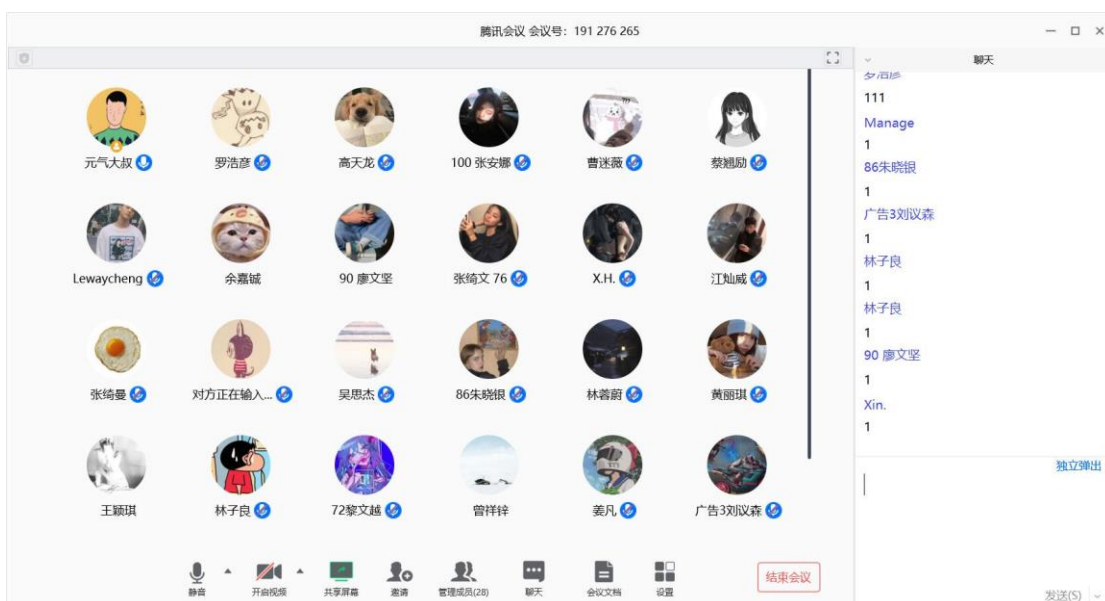 腾讯会议 会议号：191 276 265
聊天
元气大叔
罗浩彦
高天龙
100 张安娜
曹迷薇
蔡翘励
Lewaycheng
余嘉铖
90 廖文坚
张绮文 76
X.H.
江灿威
张绮曼
对方正在输入...
吴思杰
86朱晓银
林蓉蔚
黄丽琪
王颖琪
林子良
72黎文越
曾祥锌
姜凡
广告3刘议森
静音
开启视频
共享屏幕
邀请
管理成员(28)
聊天
会议文档
设置
结束会议
罗浩彦
111
Manage
1
86朱晓银
1
广告3刘议森
1
林子良
1
林子良
1
90 廖文坚
1
Xin.
1
独立弹出
发送(S)